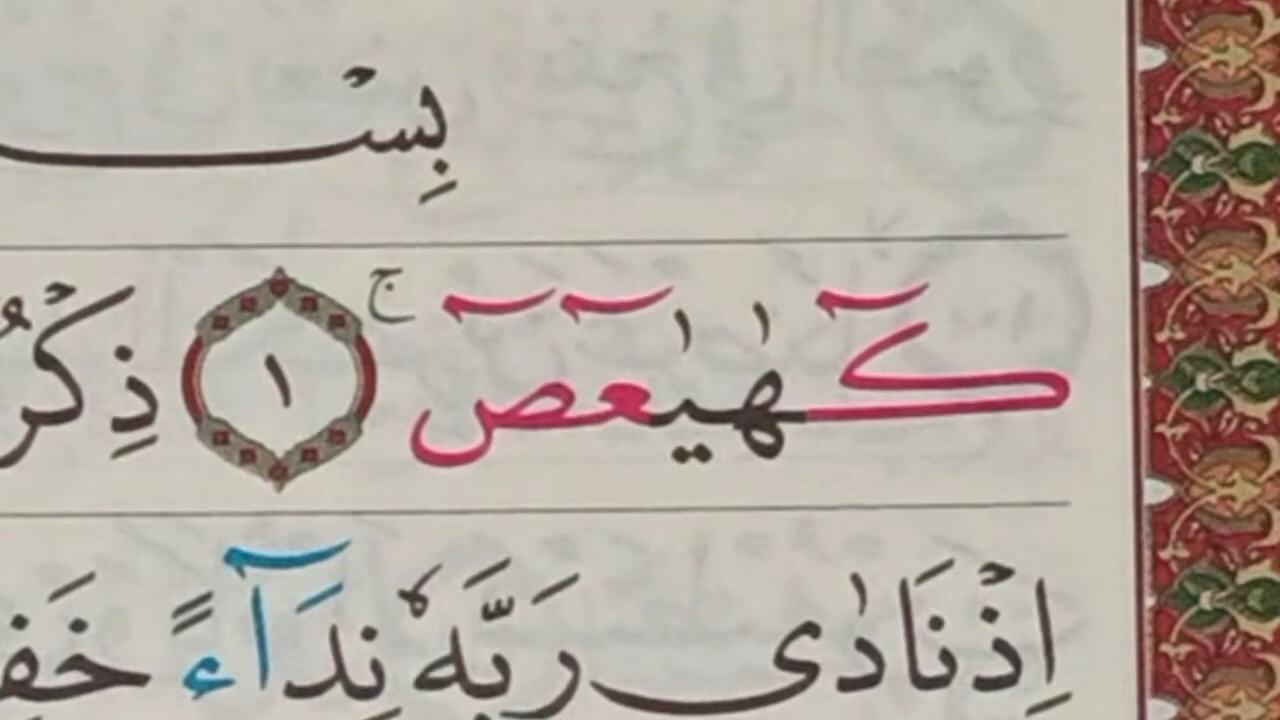 بِسْـ
كٓهٰيٰعٓصٓ ج ١ ذِكْرُ
اِذْنَادٰى رَبَّهٗ نِدَآءً خَفِ